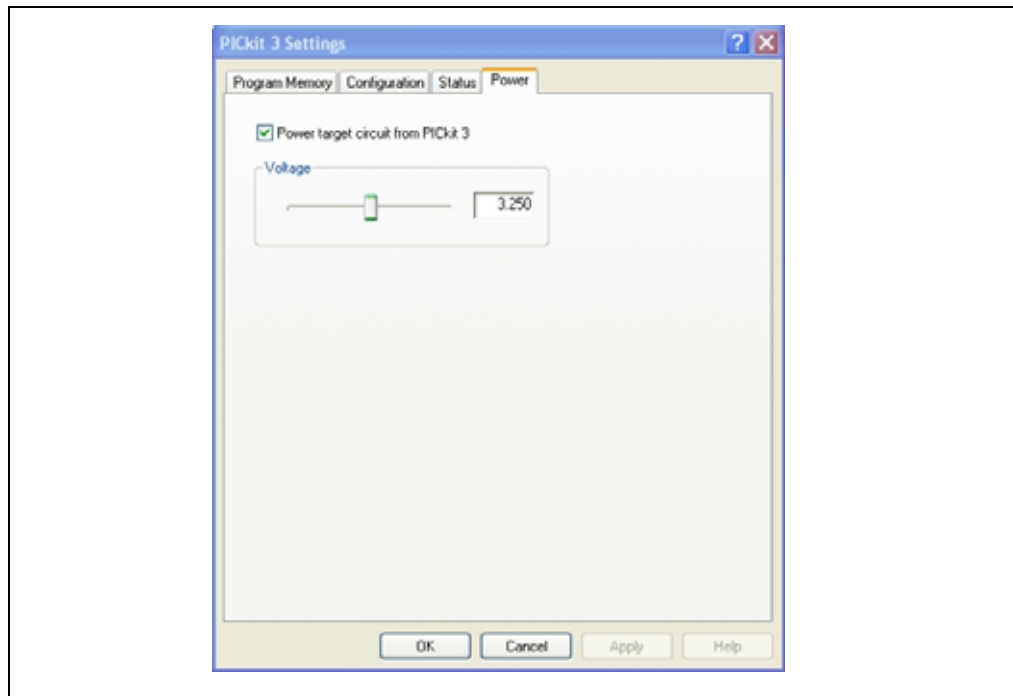 PICkit 3 Settings
Program Memory Configuration Status Power
Power target circuit from PICkit 3
Voltage
3.250
OK Cancel Apply Help